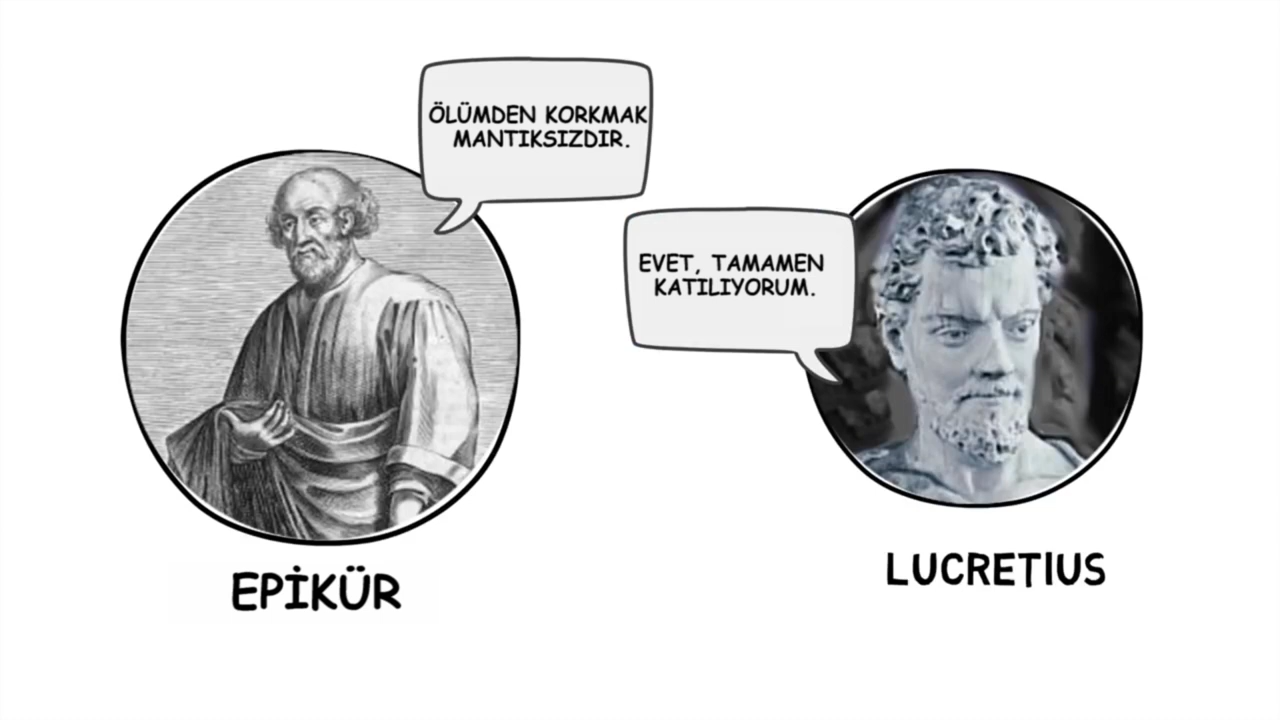 ÖLÜMDEN KORKMAK
MANTIKSIZDIR.
EVET, TAMAMEN
KATILIYORUM.
EPİKÜR
LUCRETIUS